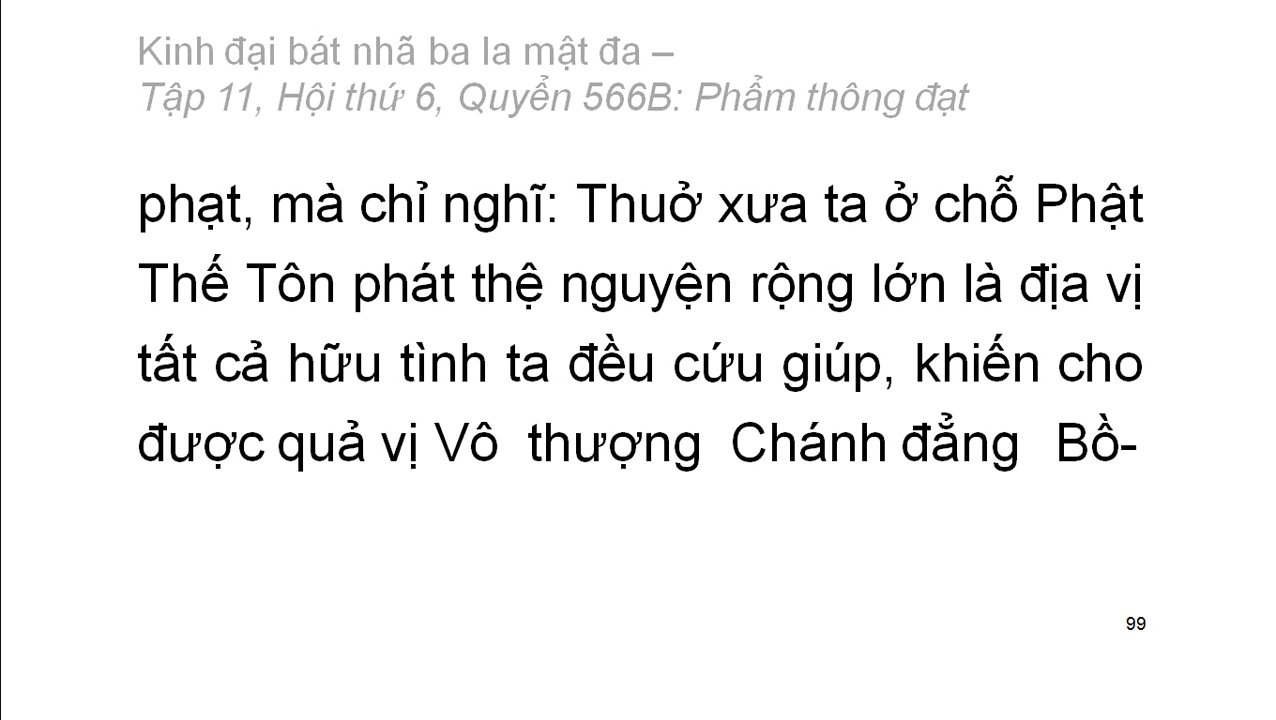 Kinh đại bát nhã ba la mật đa –
Tập 11, Hội thứ 6, Quyển 566B: Phẩm thông đạt
phạt, mà chỉ nghĩ: Thuở xưa ta ở chỗ Phật
Thế Tôn phát thệ nguyện rộng lớn là địa vị
tất cả hữu tình ta đều cứu giúp, khiến cho
được quả vị Vô thượng Chánh đẳng Bồ-
99